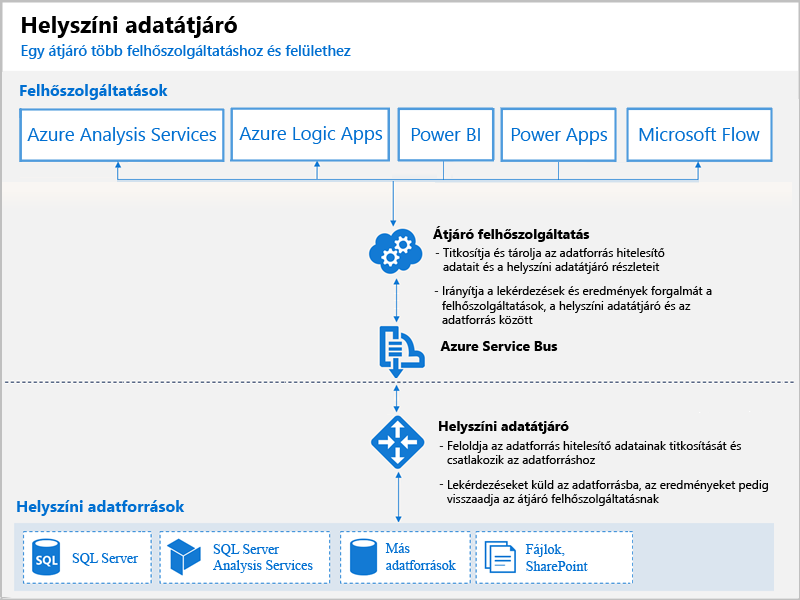 Helyszíni adatátjáró
Egy átjáró több felhőszolgáltatáshoz és felülethez
Felhőszolgáltatások
Azure Analysis Services
Azure Logic Apps
Power BI
Power Apps
Microsoft Flow
Átjáró felhőszolgáltatás
- Titkosítja és tárolja az adatforrás hitelesítő
adatait és a helyszíni adatátjáró részleteit
- Irányítja a lekérdezések és eredmények forgalmát a
felhőszolgáltatások, a helyszíni adatátjáró és az
adatforrás között
Azure Service Bus
Helyszíni adatátjáró
- Feloldja az adatforrás hitelesítő adatainak titkosítását és
csatlakozik az adatforráshoz
- Lekérdezéseket küld az adatforrásba, az eredményeket pedig
visszaadja az átjáró felhőszolgáltatásnak
Helyszíni adatforrások
SQL
SQL Server
SQL Server
Analysis Services
Más
adatforrások
Fájlok,
SharePoint